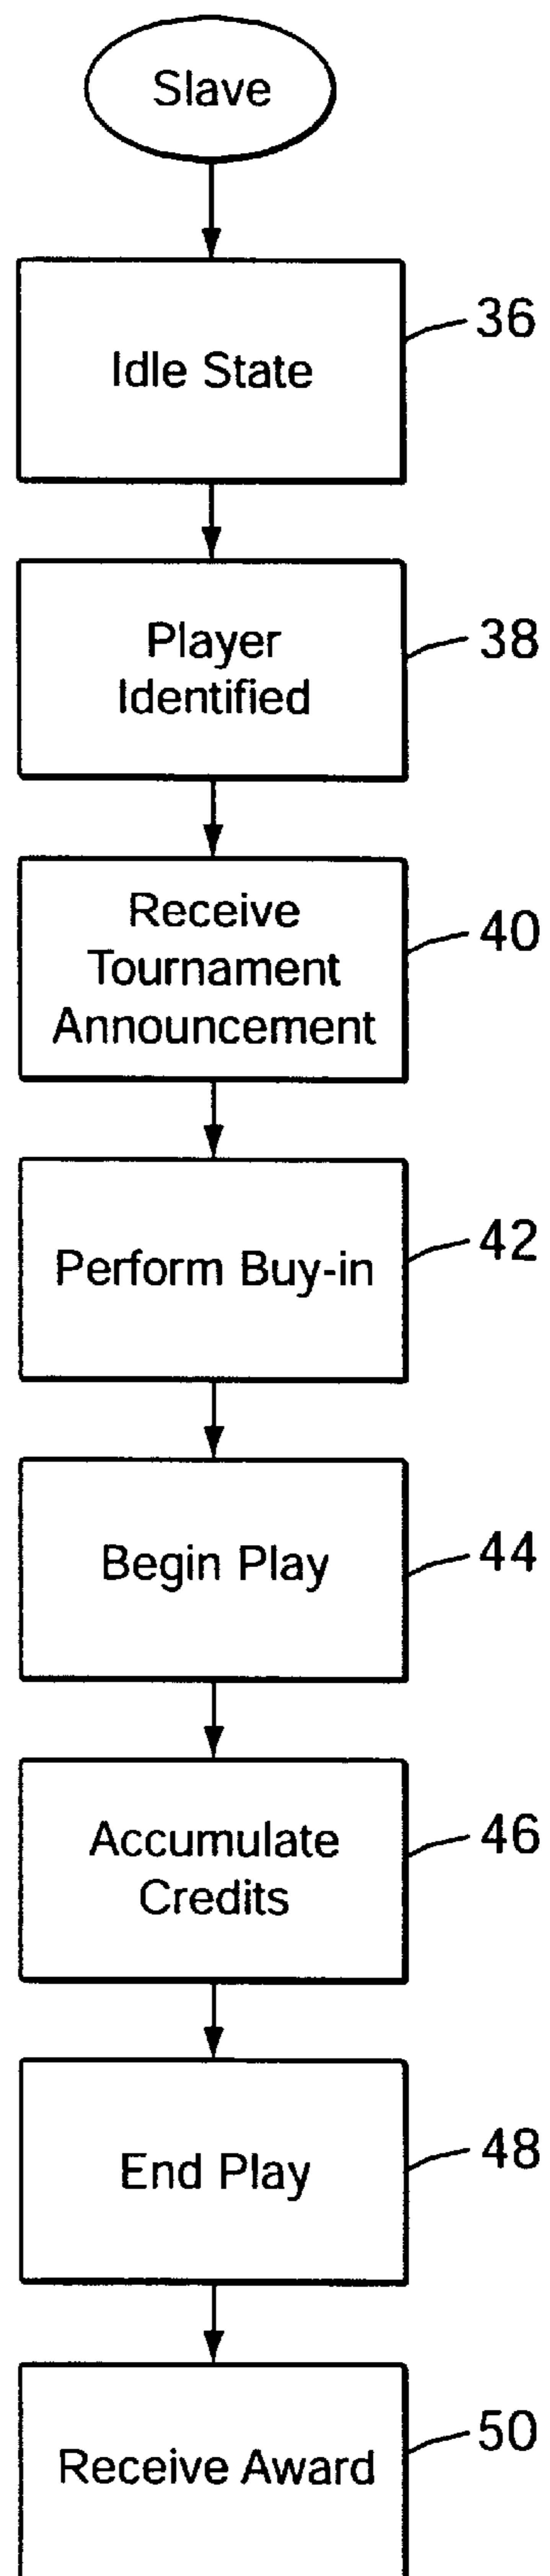 Slave
Idle State
36
Player
Identified
38
Receive
Tournament
Announcement
40
Perform Buy-in
42
Begin Play
44
Accumulate
Credits
46
End Play
48
Receive Award
50